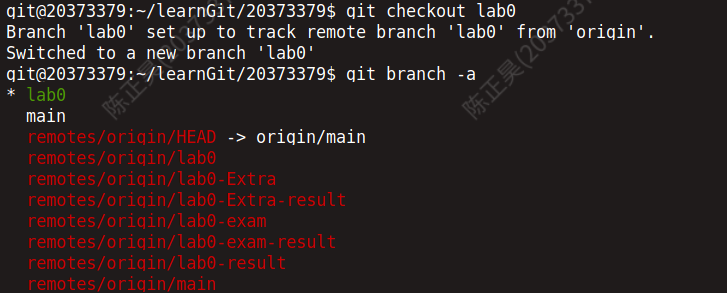 git@20373379:~/learnGit/20373379$ git checkout lab0
Branch 'lab0' set up to track remote branch 'lab0' from 'origin'.
Switched to a new branch 'lab0'
git@20373379:~/learnGit/20373379$ git branch -a
* lab0
main
remotes/origin/HEAD -> origin/main
remotes/origin/lab0
remotes/origin/lab0-Extra
remotes/origin/lab0-Extra-result
remotes/origin/lab0-exam
remotes/origin/lab0-exam-result
remotes/origin/lab0-result
remotes/origin/main
陈正昊(2037337
陈正昊(2037337